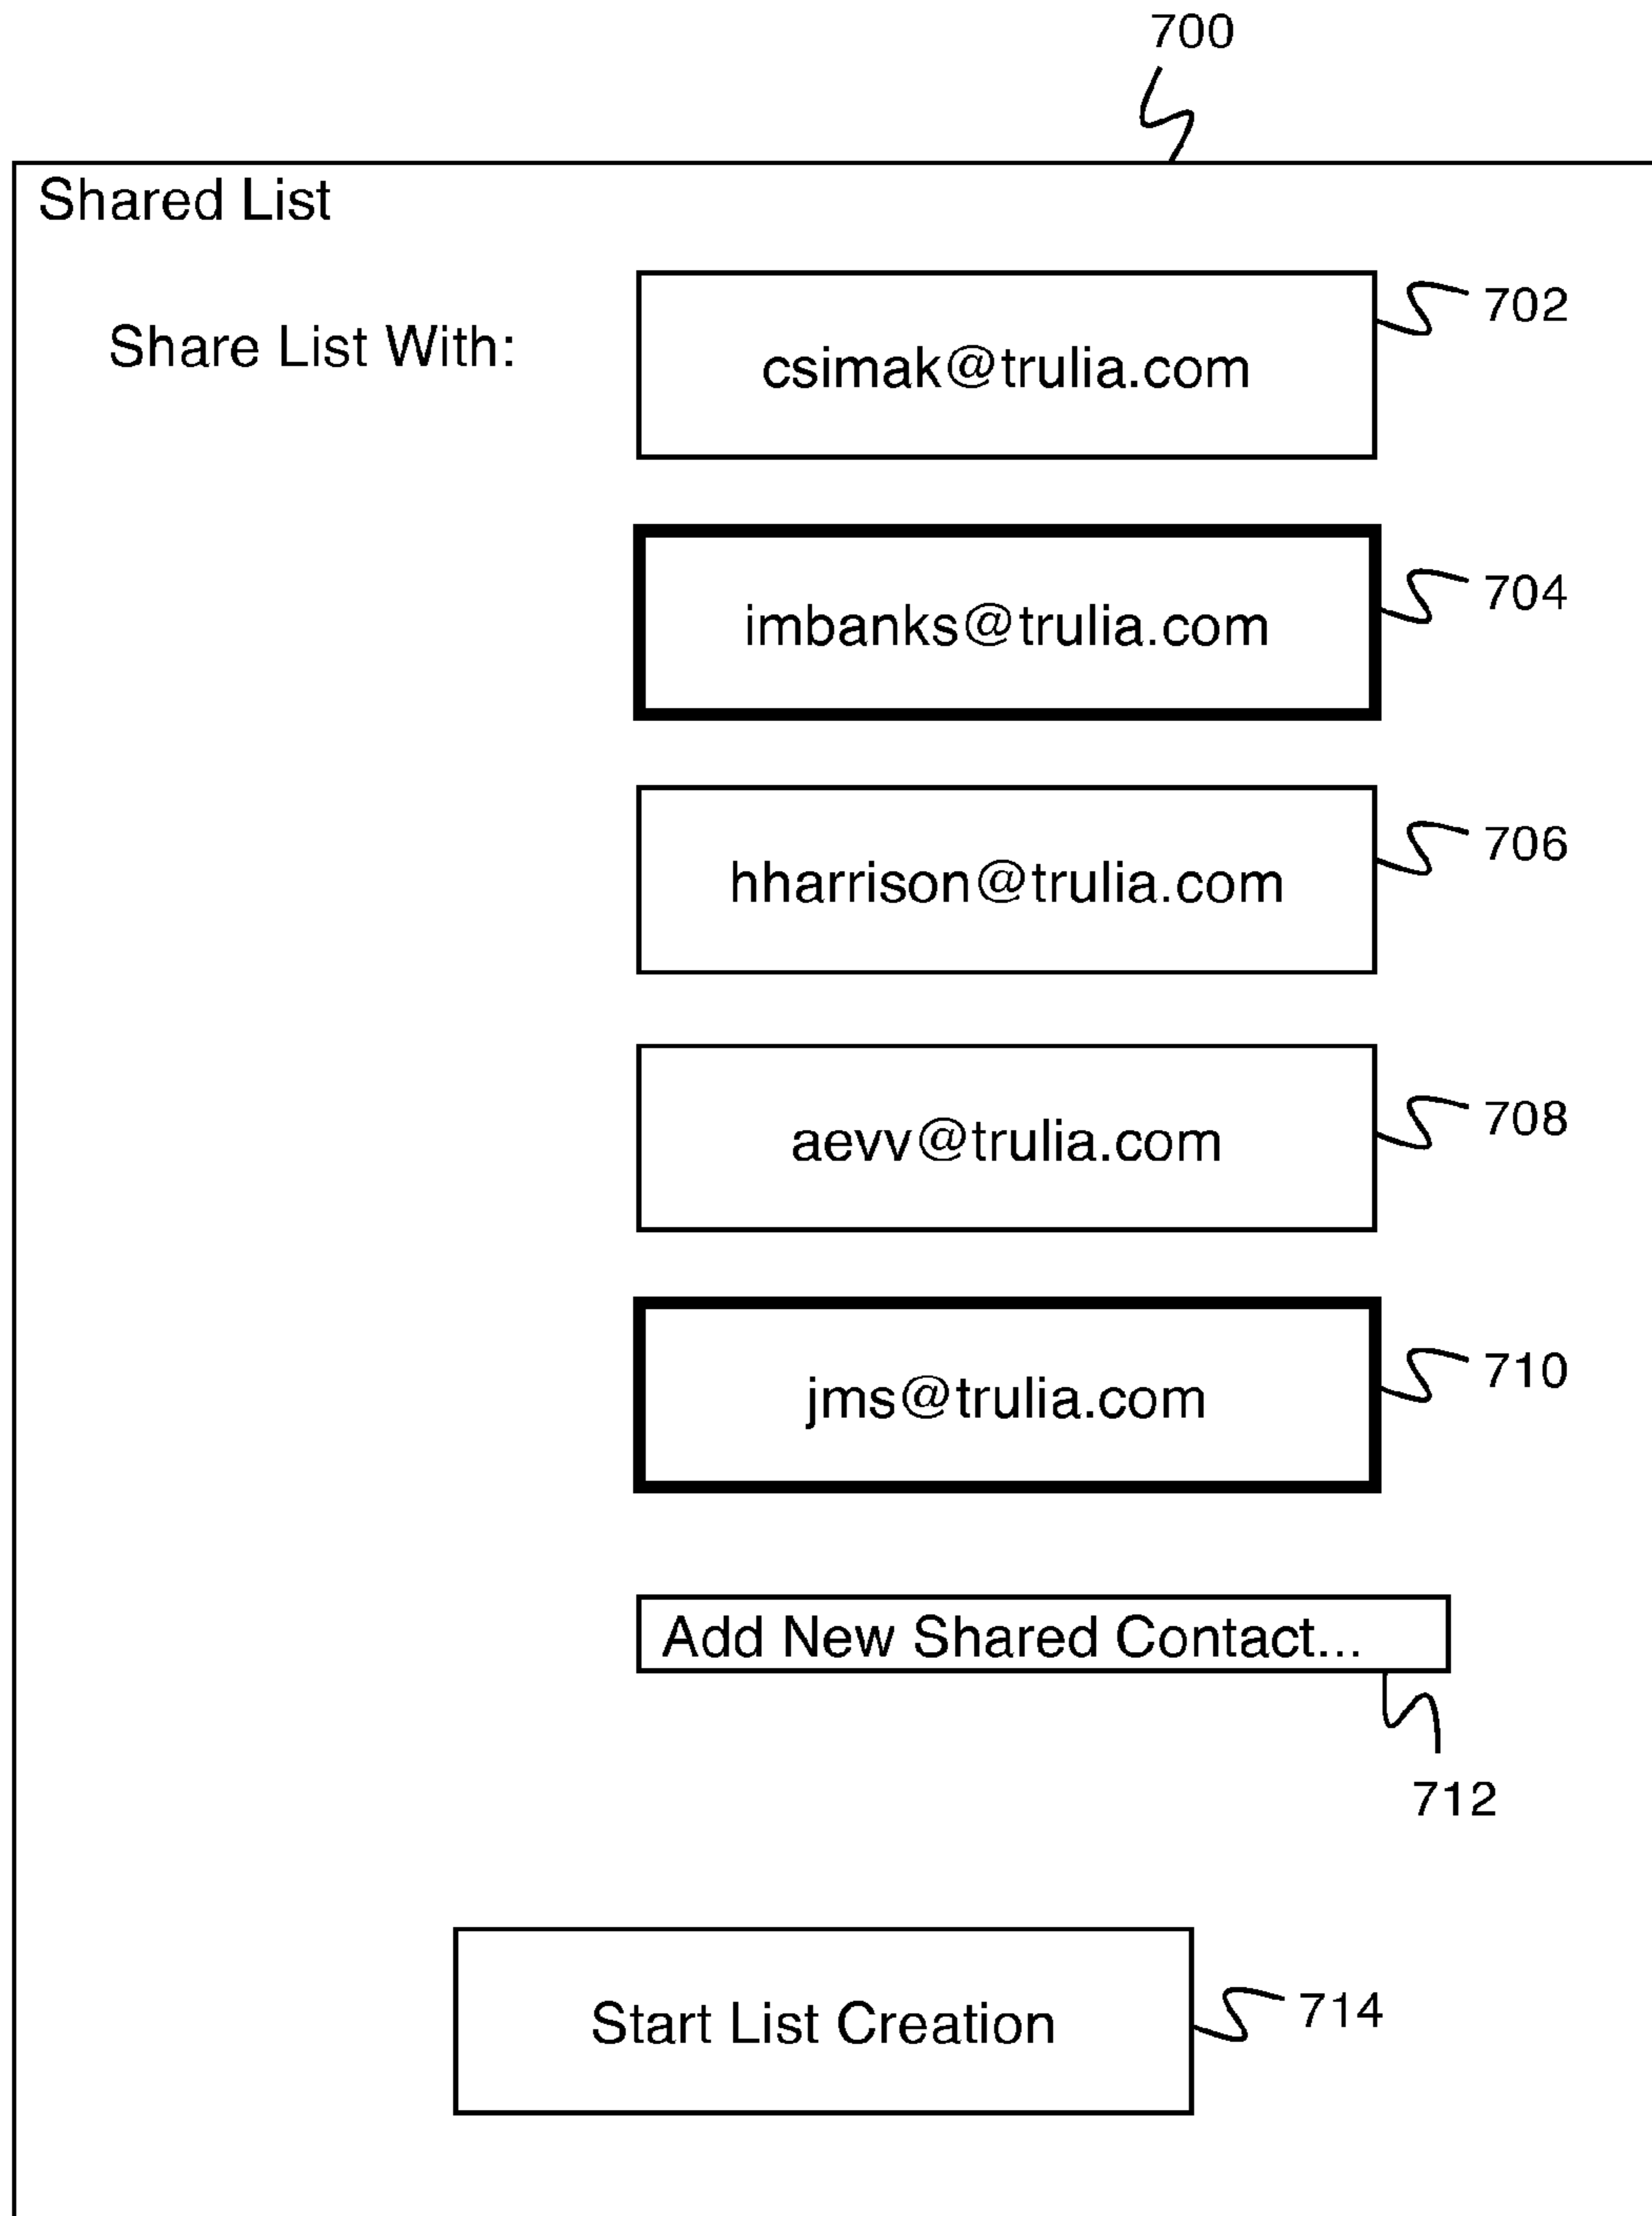 700
Shared List
702
Share List With:
csimak@trulia.com
704
imbanks@trulia.com
706
hharrison@trulia.com
708
aevv@trulia.com
710
jms@trulia.com
Add New Shared Contact...
712
714
Start List Creation